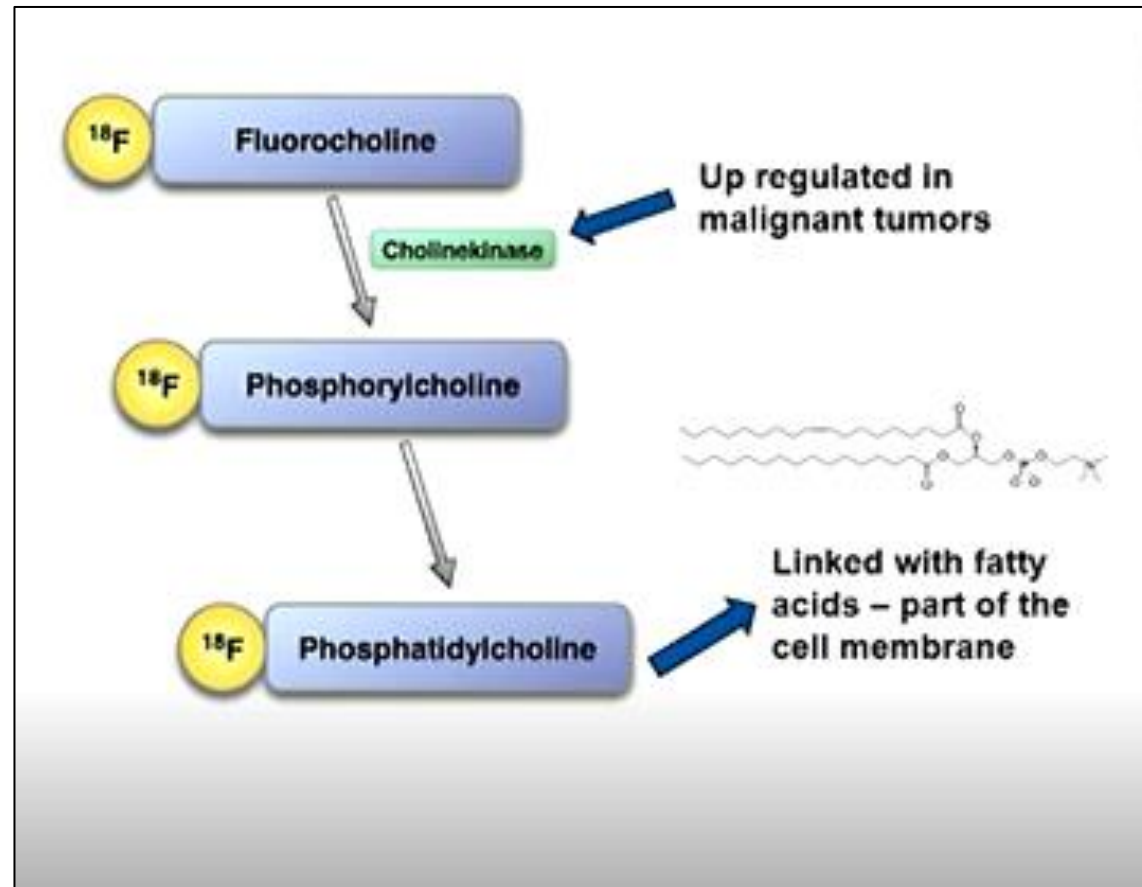 ¹⁸F
Fluorocholine
Up regulated in
malignant tumors
Cholinekinase
¹⁸F
Phosphorylcholine
¹⁸F
Phosphatidylcholine
Linked with fatty
acids – part of the
cell membrane